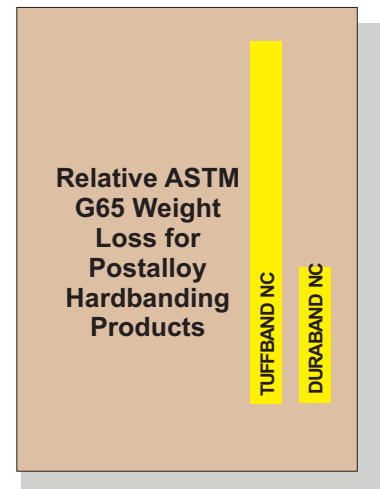 Relative ASTM
G65 Weight
Loss for
Postalloy
Hardbanding
Products
TUFFBAND NC
DURABAND NC